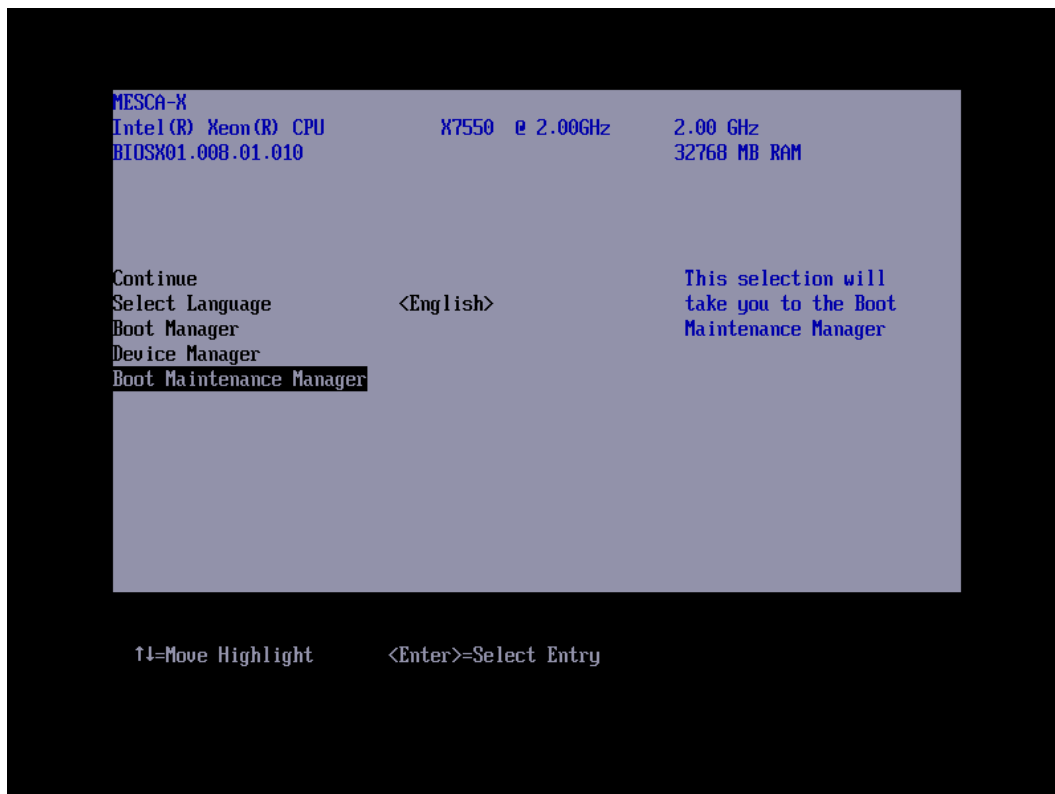 MESCA-X
Intel(R) Xeon(R) CPU X7550 @ 2.00GHz 2.00 GHz
BIOSX01.008.01.010 32768 MB RAM
Continue
Select Language <English>
Boot Manager
Device Manager
Boot Maintenance Manager
This selection will
take you to the Boot
Maintenance Manager
↑↓=Move Highlight <Enter>=Select Entry